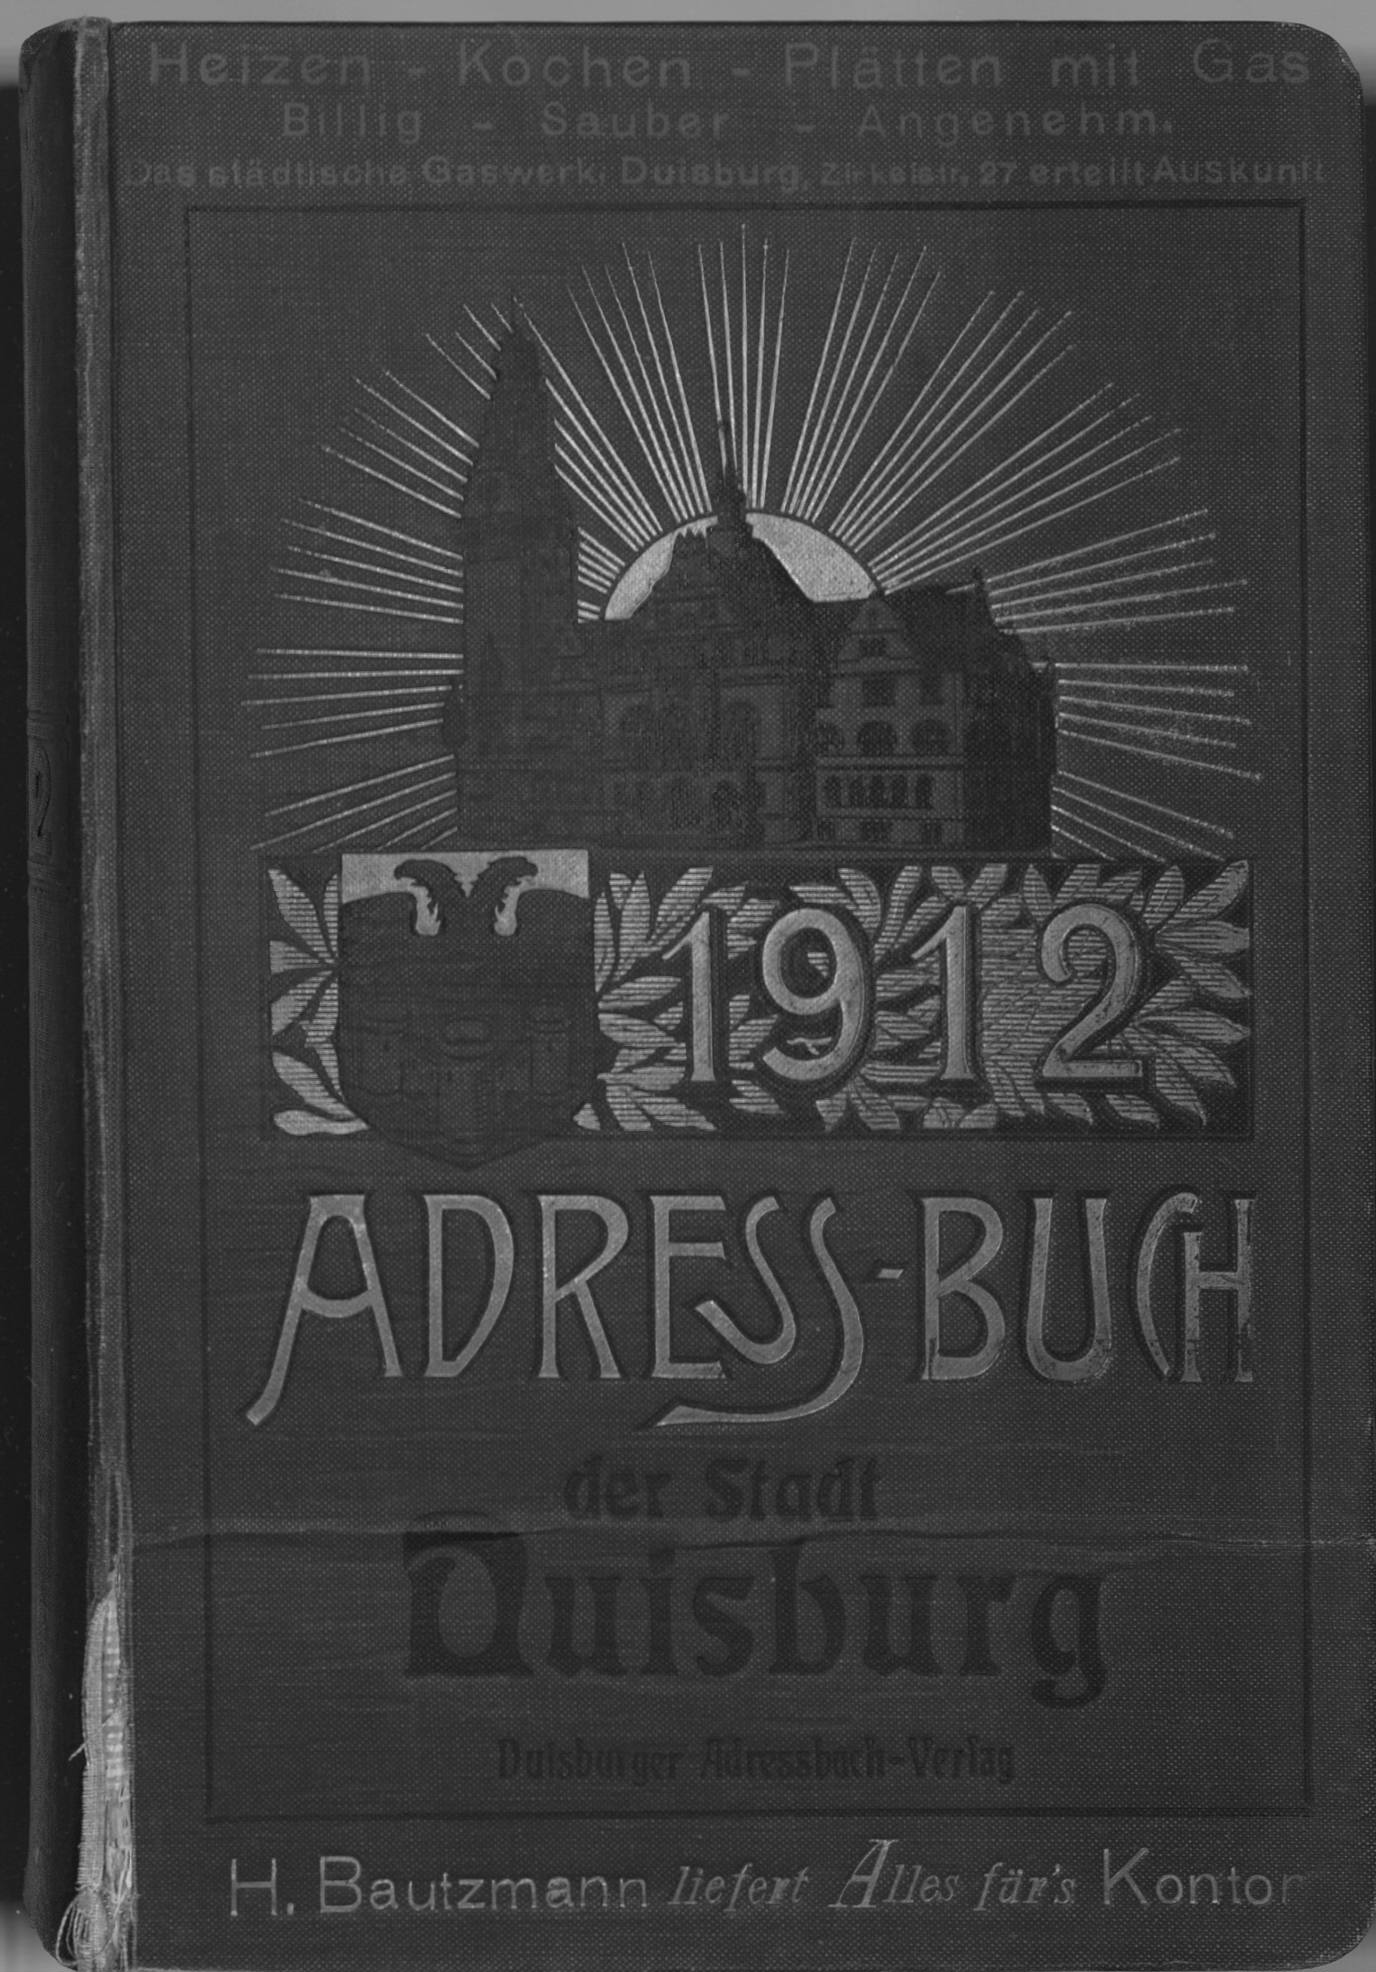 Heizen - Kochen - Plätten mit Gas
Billig - Sauber - Angenehm.
Das städtische Gaswerk, Duisburg, Zirkelstr. 27 erteilt Auskunft
1912
ADRESS-BUCH
der Stadt
Duisburg
Duisburger Adressbuch-Verlag
H. Bautzmann liefert Alles für's Kontor
2